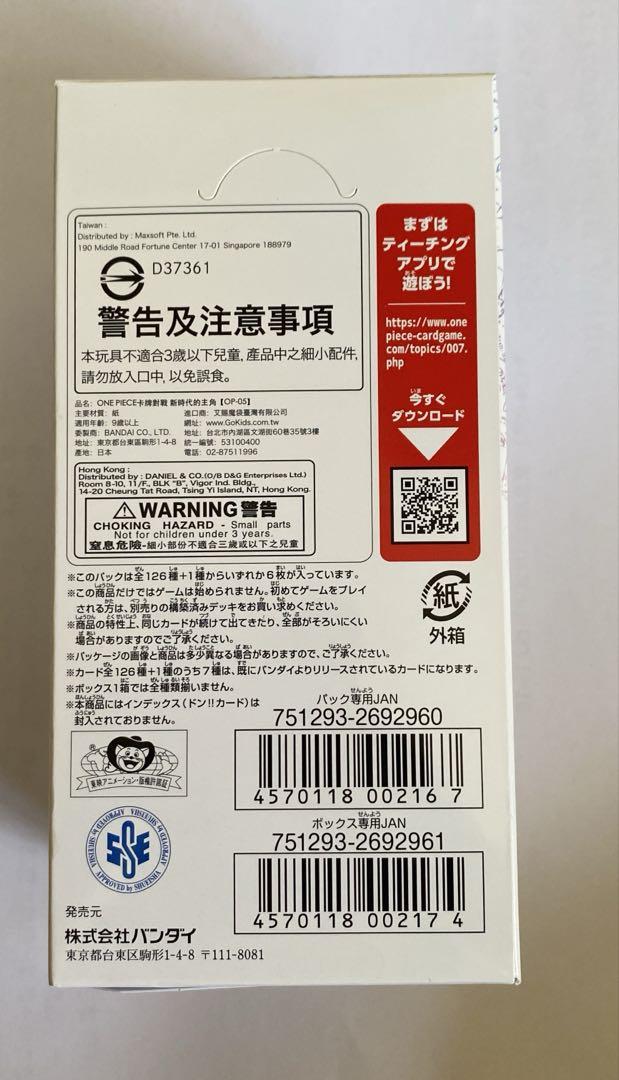 Taiwan :
Distributed by : Maxsoft Pte. Ltd.
190 Middle Road Fortune Center 17-01 Singapore 188979
D37361
警告及注意事項
本玩具不適合3歲以下兒童, 產品中之細小配件,
請勿放入口中, 以免誤食。
品名: ONE PIECE卡牌對戰 新時代的主角【OP-05】
主要材質: 紙 進口商: 艾賜魔袋臺灣有限公司
適用年齡: 9歲以上 網址: www.GoKids.com.tw
委製商: BANDAI CO., LTD. 地址: 台北市內湖區文湖街60巷35號3樓
地址: 東京都台東區駒形1-4-8 統一編號: 53100400
產地: 日本 電話: 02-87511996
Hong Kong :
Distributed by : DANIEL & CO.(O/B D&G Enterprises Ltd.)
Room 8-10, 11/F., BLK "B", Vigor Ind. Bldg.,
14-20 Cheung Tat Road, Tsing Yi Island, NT, Hong Kong.
WARNING 警告
CHOKING HAZARD - Small parts
Not for children under 3 years.
窒息危險-細小部份不適合三歲或以下之兒童
まずは
ティーチング
アプリで
遊ぼう!
https://www.one
piece-cardgame.
com/topics/007.
php
今すぐ
ダウンロード
※このパックは全126種+1種からいずれか6枚が入っています。
※この商品だけではゲームは始められません。初めてゲームをプレイ
される方は、別売りの構築済みデッキをお買い求めください。
※商品の特性上、同じカードが続けて出てきたり、全部がそろいにくい
場合がありますのでご了承ください。
※パッケージの画像と商品は多少異なる場合がありますので、ご了承ください。
※カード全126種+1種のうち7種は、既にバンダイよりリリースされているカードになります。
※ボックス1箱では全種類揃いません。
※本商品にはインデックス(ドン!!カード)は
封入されておりません。
紙
外箱
パック専用JAN
751293-2692960
4570118 00216 7
ボックス専用JAN
751293-2692961
4570118 00217 4
東映アニメーション・版権許諾証
APPROVED by SHUEISHA
発売元
株式会社バンダイ
東京都台東区駒形1-4-8 〒111-8081